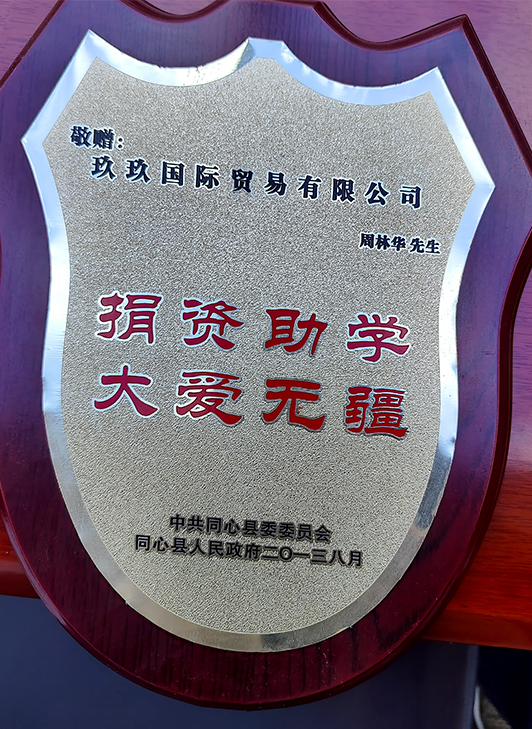 敬赠：
玖玖国际贸易有限公司
周林华 先生
捐资助学
大爱无疆
中共同心县委委员会
同心县人民政府二〇一三八月